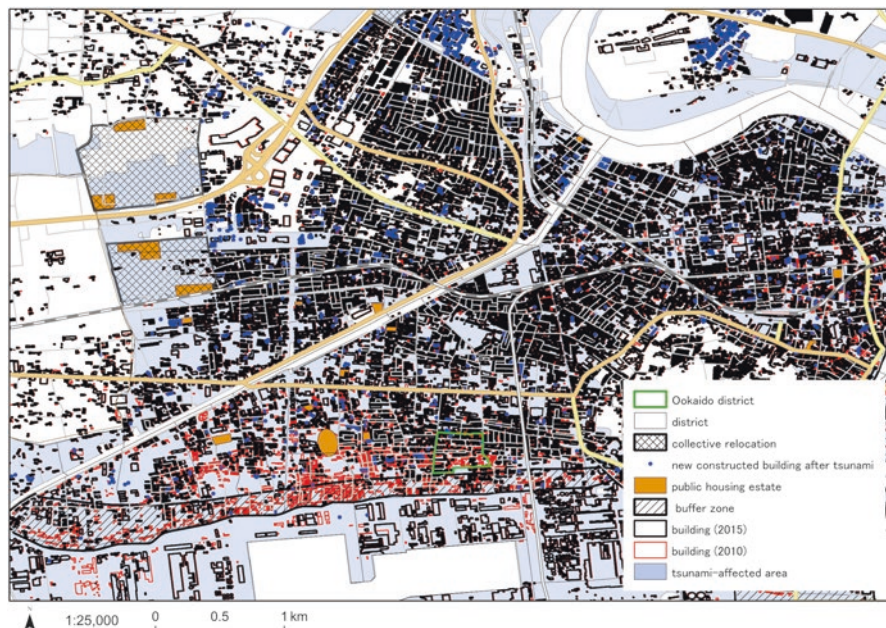 Ookaido district
district
collective relocation
new constructed building after tsunami
public housing estate
buffer zone
building (2015)
building (2010)
tsunami-affected area
N
1:25,000 0 0.5 1 km